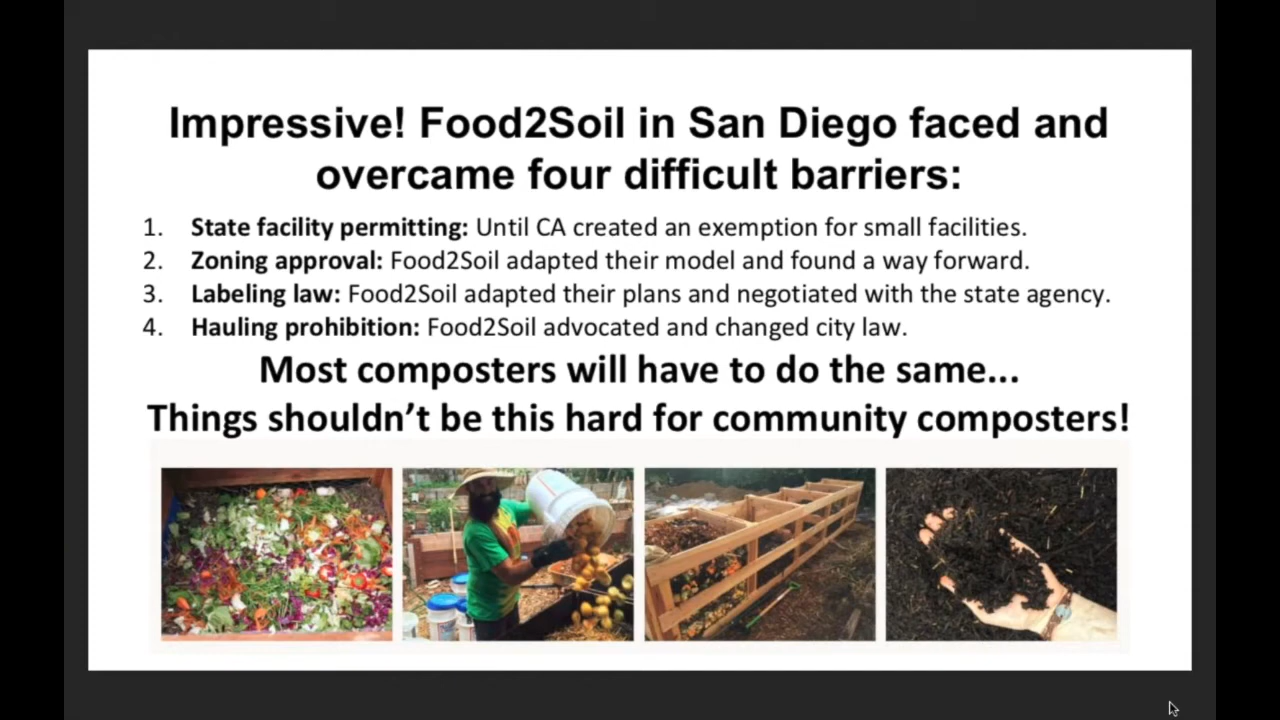 Impressive! Food2Soil in San Diego faced and
overcame four difficult barriers:
1. State facility permitting: Until CA created an exemption for small facilities.
2. Zoning approval: Food2Soil adapted their model and found a way forward.
3. Labeling law: Food2Soil adapted their plans and negotiated with the state agency.
4. Hauling prohibition: Food2Soil advocated and changed city law.
Most composters will have to do the same...
Things shouldn’t be this hard for community composters!